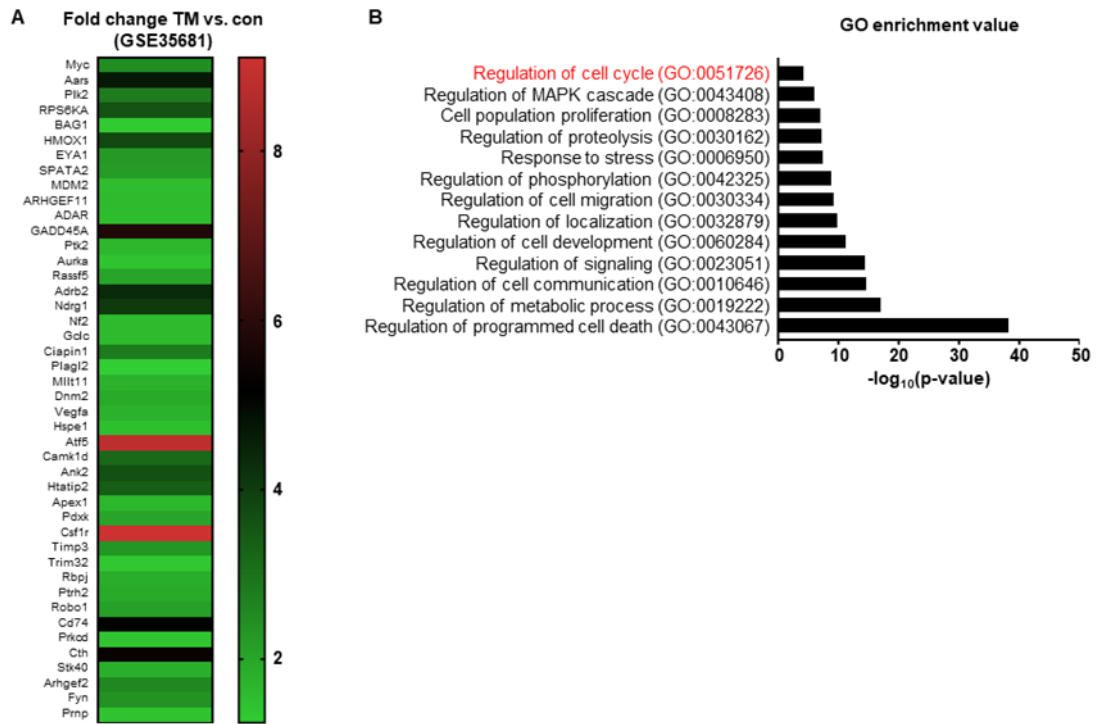 A
Fold change TM vs. con
(GSE35681)
Myc
Aars
Plk2
RPS6KA
BAG1
HMOX1
EYA1
SPATA2
MDM2
ARHGEF11
ADAR
GADD45A
Ptk2
Aurka
Rassf5
Adrb2
Ndrg1
Nf2
Gclc
Ciapin1
Plagl2
Mllt11
Dnm2
Vegfa
Hspe1
Atf5
Camk1d
Ank2
Htatip2
Apex1
Pdxk
Csf1r
Timp3
Trim32
Rbpj
Ptrh2
Robo1
Cd74
Prkcd
Cth
Stk40
Arhgef2
Fyn
Prnp
8
6
4
2
B
GO enrichment value
Regulation of cell cycle (GO:0051726)
Regulation of MAPK cascade (GO:0043408)
Cell population proliferation (GO:0008283)
Regulation of proteolysis (GO:0030162)
Response to stress (GO:0006950)
Regulation of phosphorylation (GO:0042325)
Regulation of cell migration (GO:0030334)
Regulation of localization (GO:0032879)
Regulation of cell development (GO:0060284)
Regulation of signaling (GO:0023051)
Regulation of cell communication (GO:0010646)
Regulation of metabolic process (GO:0019222)
Regulation of programmed cell death (GO:0043067)
0 10 20 30 40 50
-log₁₀(p-value)